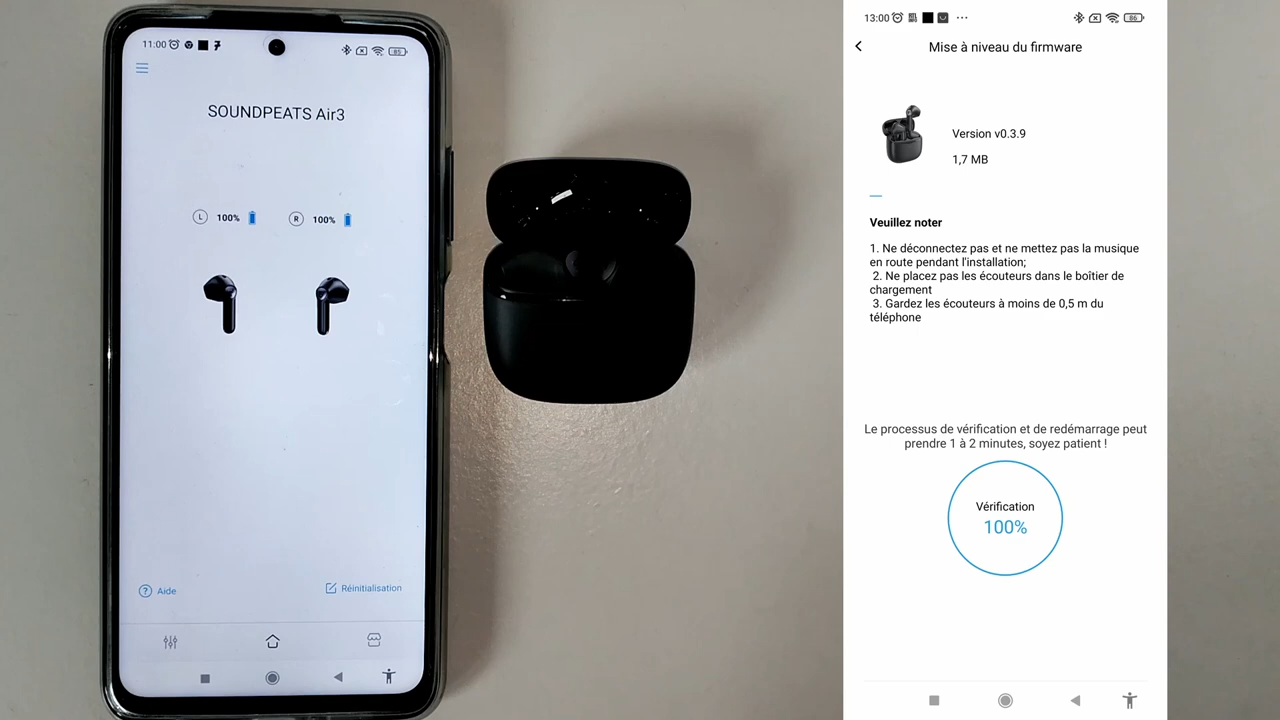 11:00
85
SOUNDPEATS Air3
L 100% R 100%
Aide
Réinitialisation
13:00
86
Mise à niveau du firmware
Version v0.3.9
1,7 MB
Veuillez noter
1. Ne déconnectez pas et ne mettez pas la musique
en route pendant l'installation;
2. Ne placez pas les écouteurs dans le boîtier de
chargement
3. Gardez les écouteurs à moins de 0,5 m du
téléphone
Le processus de vérification et de redémarrage peut
prendre 1 à 2 minutes, soyez patient !
Vérification
100%